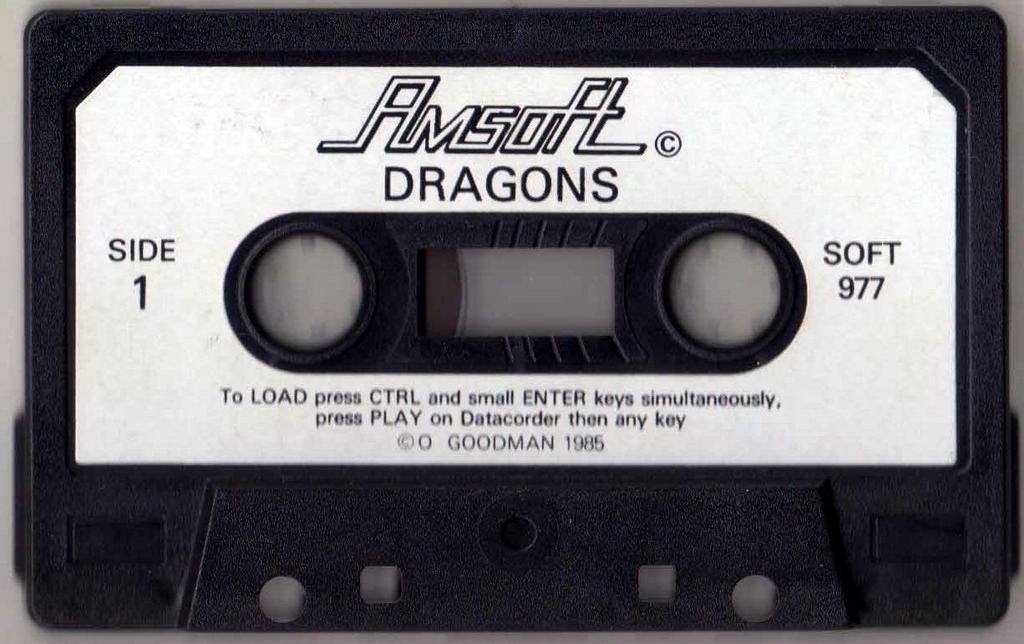 Amsoft ©
DRAGONS
SIDE
1
SOFT
977
To LOAD press CTRL and small ENTER keys simultaneously,
press PLAY on Datacorder then any key
©O GOODMAN 1985